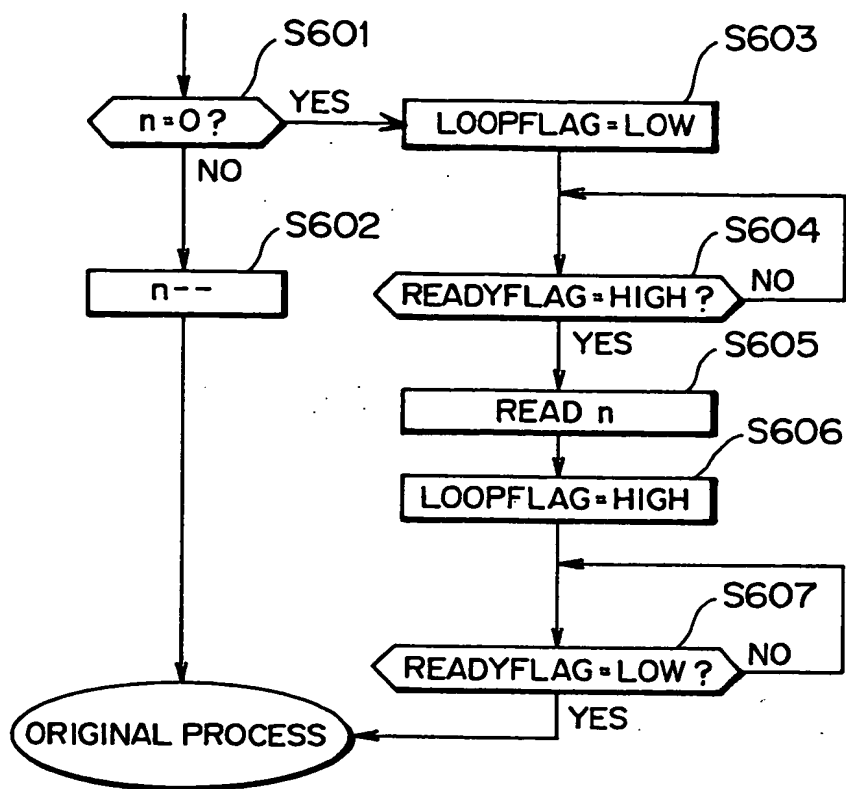 S601
n=0?
YES
NO
S602
n--
S603
LOOPFLAG=LOW
S604
READYFLAG=HIGH?
NO
YES
S605
READ n
S606
LOOPFLAG=HIGH
S607
READYFLAG=LOW?
NO
YES
ORIGINAL PROCESS